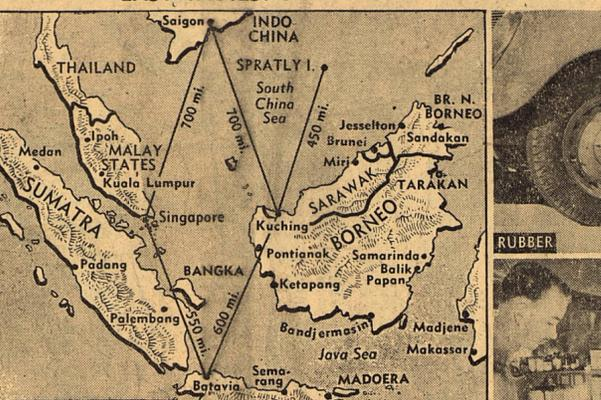 Saigon
INDO
CHINA
THAILAND
SPRATLY I.
South
China
Sea
700 mi.
700 mi.
450 mi.
BR. N.
BORNEO
Jesselton
Sandakan
Brunei
Miri
Ipoh
MALAY
STATES
Medan
Kuala Lumpur
SARAWAK
TARAKAN
SUMATRA
Singapore
Kuching
BORNEO
Pontianak
Samarinda
Balik
Papan
Padang
BANGKA
Ketapang
RUBBER
Palembang
550 mi.
600 mi.
Bandjermasin
Madjene
Java Sea
Makassar
Batavia
Sema-
rang
MADOERA